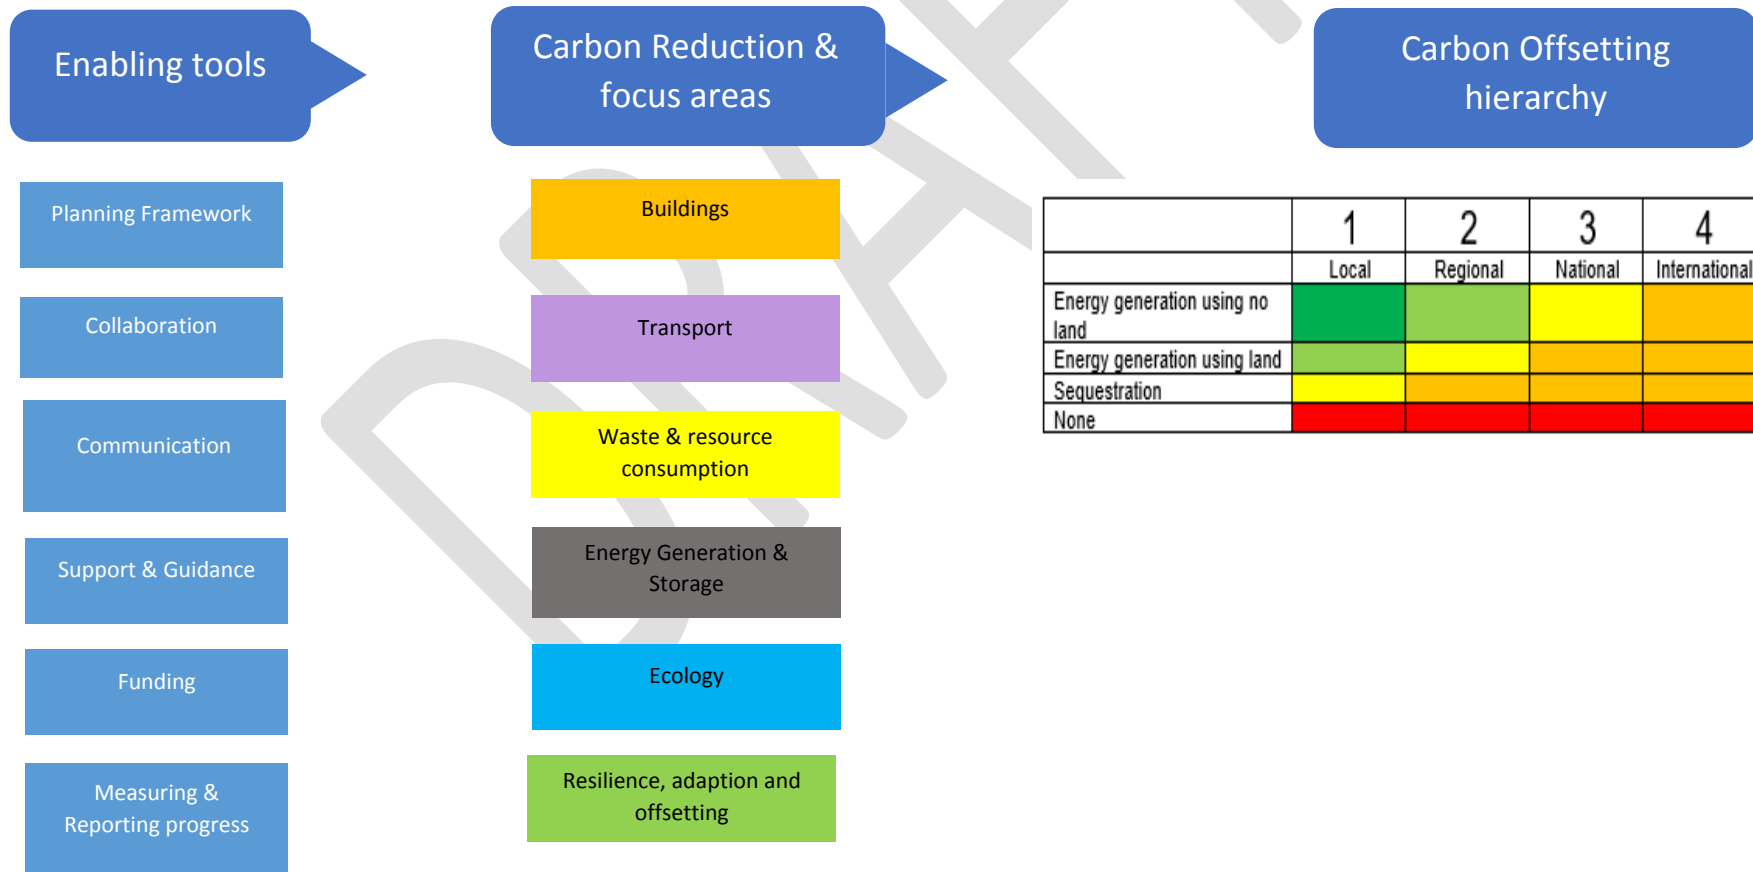 Enabling tools
Carbon Reduction &
focus areas
Carbon Offsetting
hierarchy
Planning Framework
Collaboration
Communication
Support & Guidance
Funding
Measuring &
Reporting progress
Buildings
Transport
Waste & resource
consumption
Energy Generation &
Storage
Ecology
Resilience, adaption and
offsetting
1 2 3 4
Local Regional National International
Energy generation using no
land
Energy generation using land
Sequestration
None
DRAFT